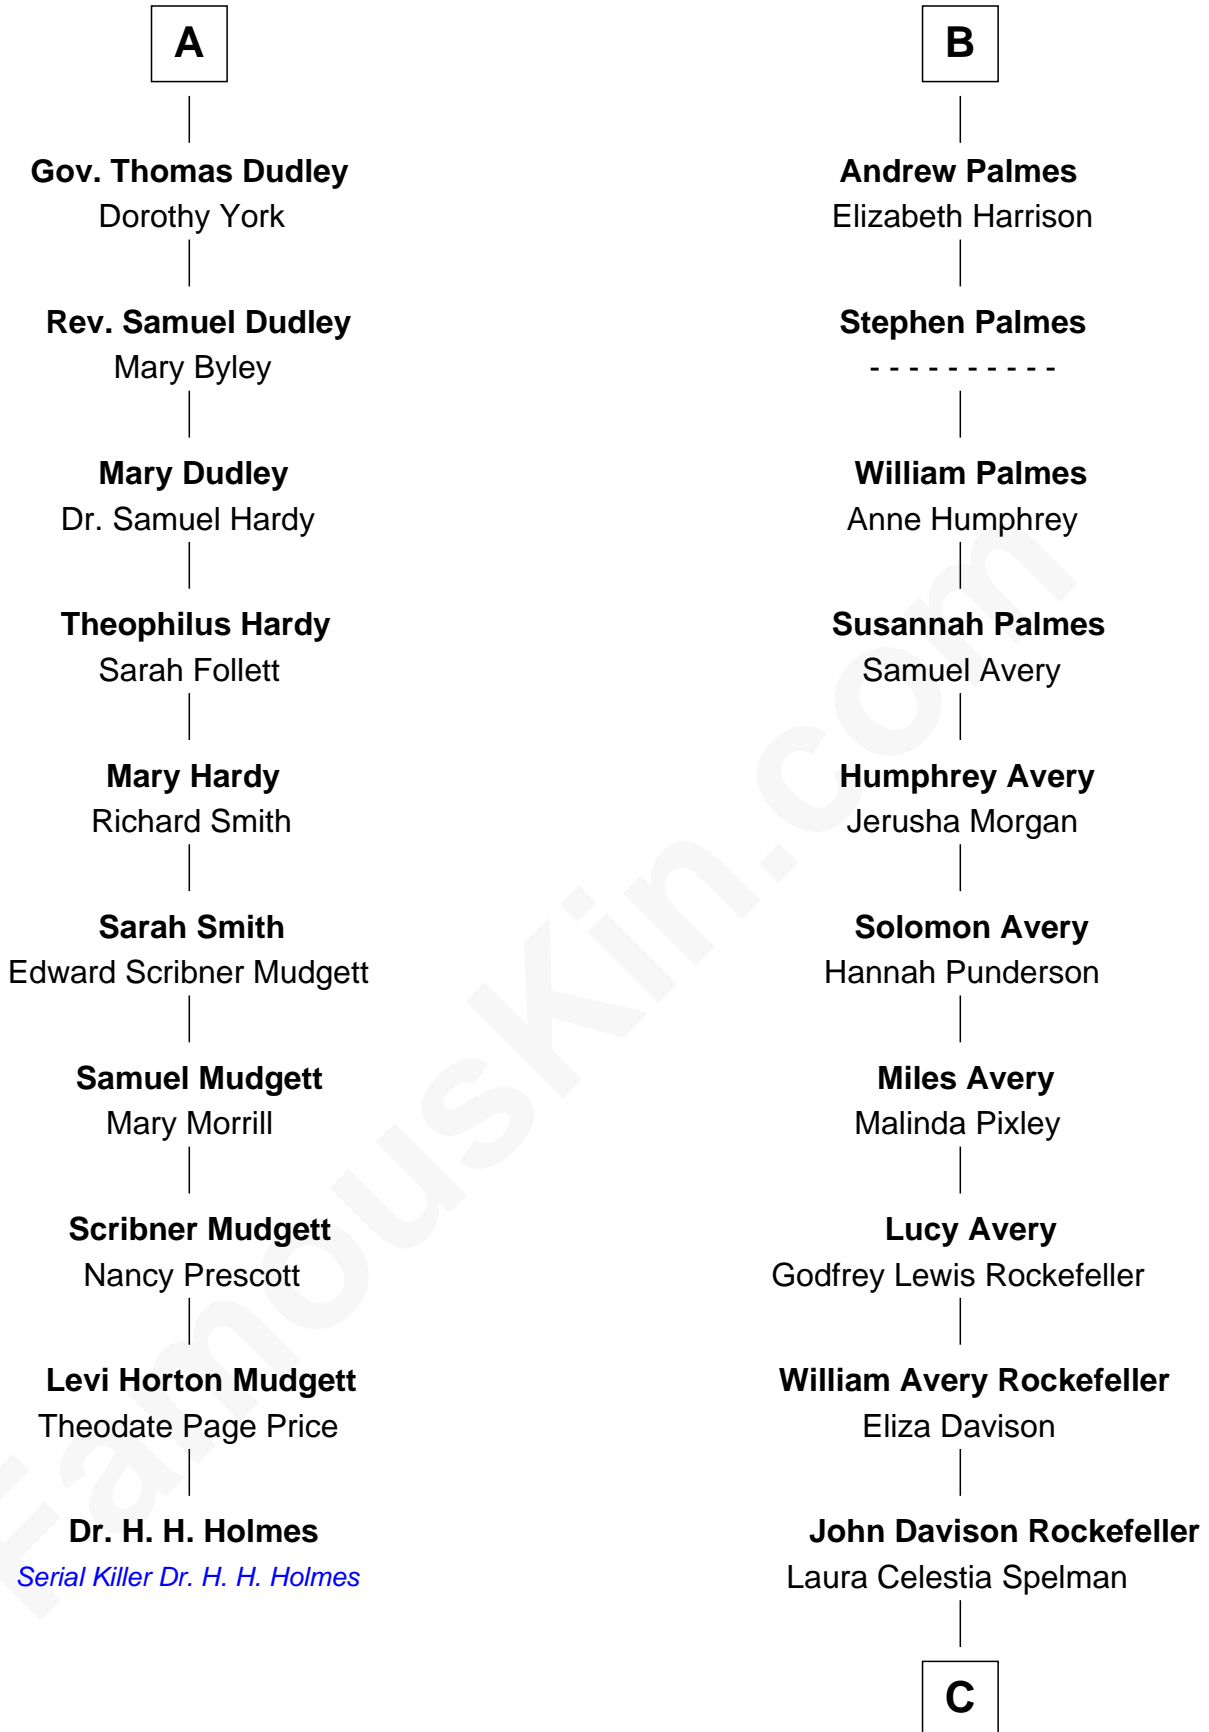 A
Gov. Thomas Dudley
Dorothy York
Rev. Samuel Dudley
Mary Byley
Mary Dudley
Dr. Samuel Hardy
Theophilus Hardy
Sarah Follett
Mary Hardy
Richard Smith
Sarah Smith
Edward Scribner Mudgett
Samuel Mudgett
Mary Morrill
Scribner Mudgett
Nancy Prescott
Levi Horton Mudgett
Theodate Page Price
Dr. H. H. Holmes
Serial Killer Dr. H. H. Holmes
B
Andrew Palmes
Elizabeth Harrison
Stephen Palmes
- - - - - - - - - -
William Palmes
Anne Humphrey
Susannah Palmes
Samuel Avery
Humphrey Avery
Jerusha Morgan
Solomon Avery
Hannah Punderson
Miles Avery
Malinda Pixley
Lucy Avery
Godfrey Lewis Rockefeller
William Avery Rockefeller
Eliza Davison
John Davison Rockefeller
Laura Celestia Spelman
C
FamousKin.com